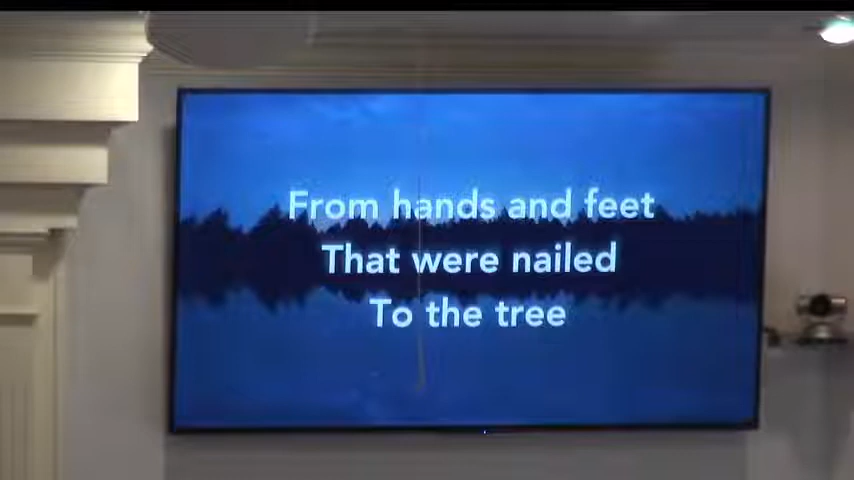 From hands and feet
That were nailed
To the tree